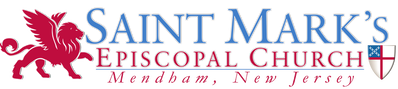 SAINT MARK'S
EPISCOPAL CHURCH
Mendham, New Jersey